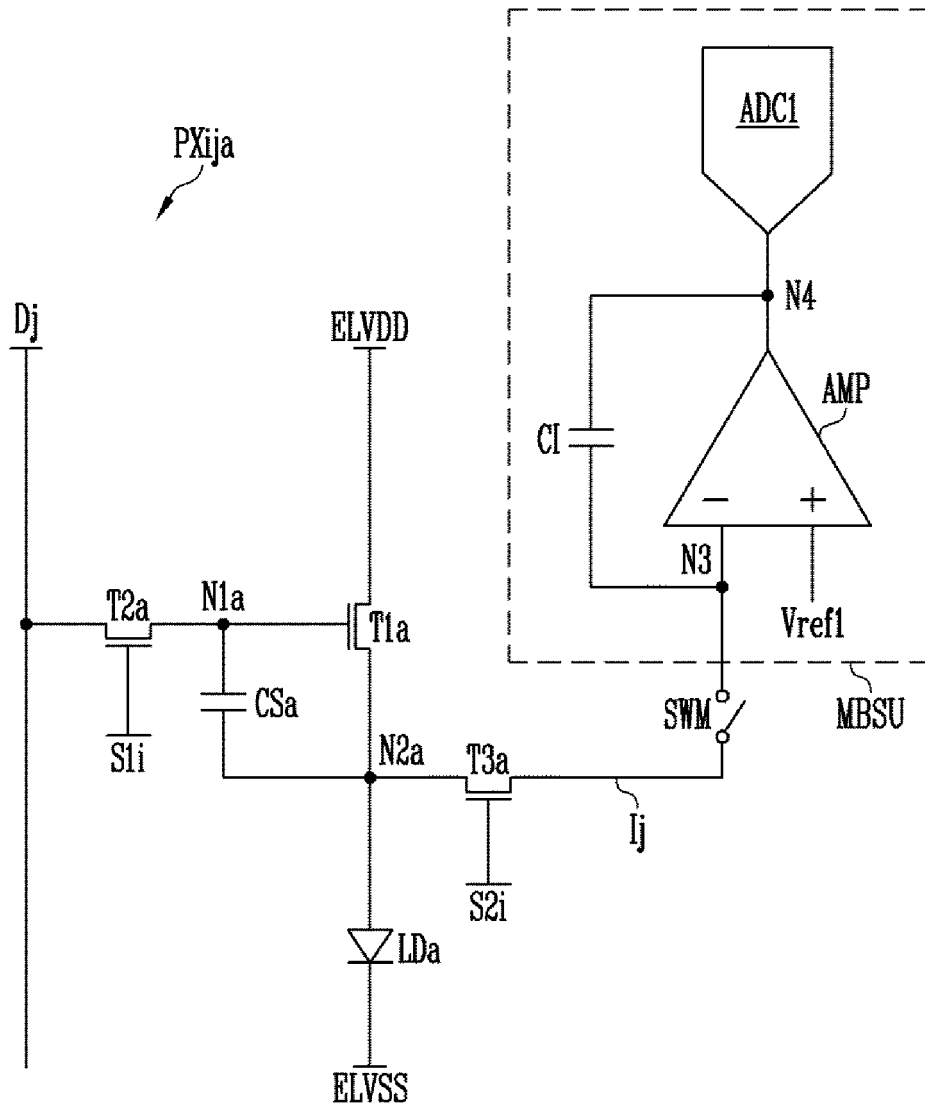 ADC1
PXija
N4
Dj
ELVDD
AMP
CI
−
+
N3
T2a
N1a
T1a
Vref1
CSa
SWM
MBSU
S1i
N2a
T3a
Ij
S2i
LDa
ELVSS